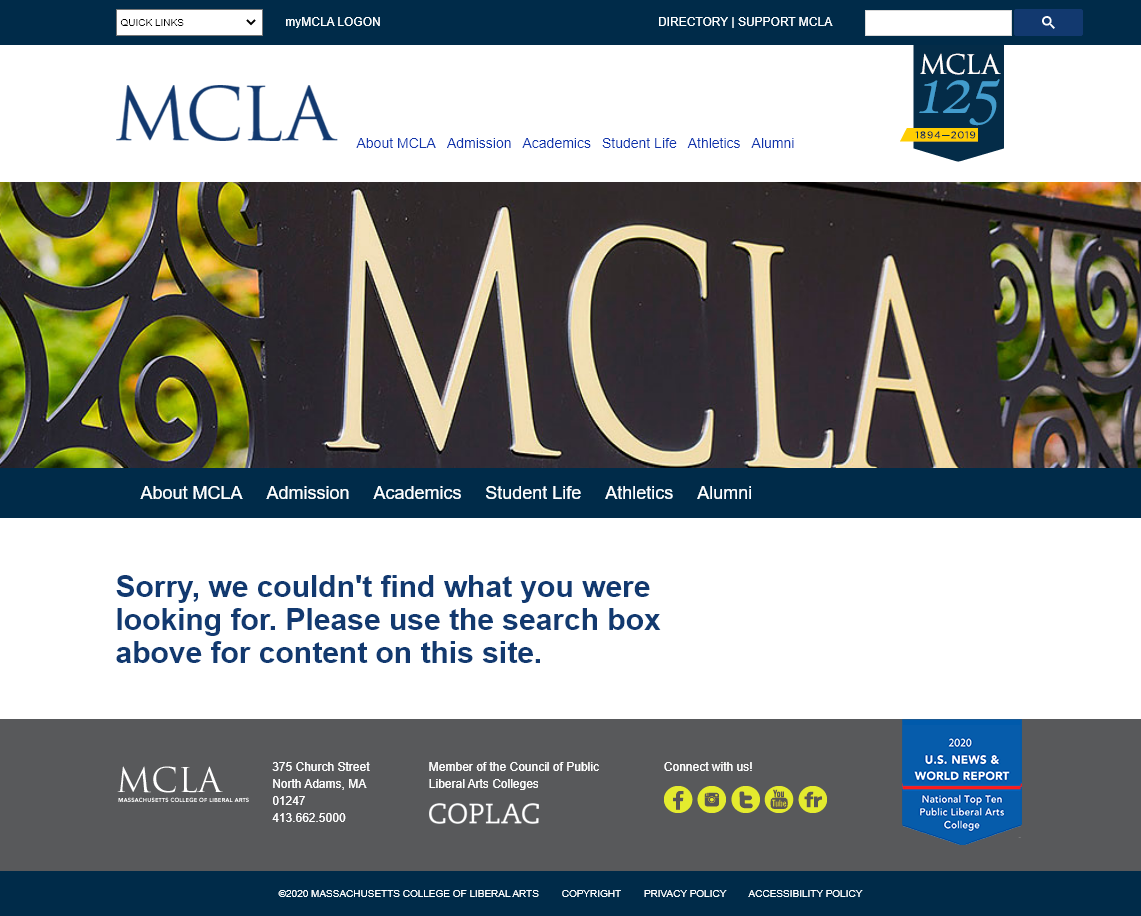 QUICK LINKS
myMCLA LOGON
DIRECTORY | SUPPORT MCLA
MCLA
About MCLA Admission Academics Student Life Athletics Alumni
MCLA
125
1894—2019
MCLA
About MCLA Admission Academics Student Life Athletics Alumni
Sorry, we couldn't find what you were
looking for. Please use the search box
above for content on this site.
MCLA
MASSACHUSETTS COLLEGE OF LIBERAL ARTS
375 Church Street
North Adams, MA
01247
413.662.5000
Member of the Council of Public
Liberal Arts Colleges
COPLAC
Connect with us!
f t You Tube fr
2020
U.S. NEWS &
WORLD REPORT
National Top Ten
Public Liberal Arts
College
©2020 MASSACHUSETTS COLLEGE OF LIBERAL ARTS COPYRIGHT PRIVACY POLICY ACCESSIBILITY POLICY